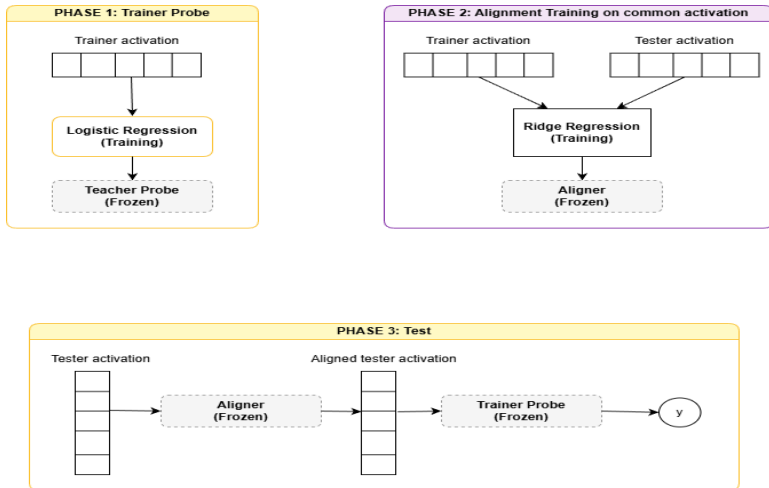 PHASE 1: Trainer Probe
Trainer activation
Logistic Regression
(Training)
Teacher Probe
(Frozen)
PHASE 2: Alignment Training on common activation
Trainer activation
Tester activation
Ridge Regression
(Training)
Aligner
(Frozen)
PHASE 3: Test
Tester activation
Aligned tester activation
Aligner
(Frozen)
Trainer Probe
(Frozen)
y